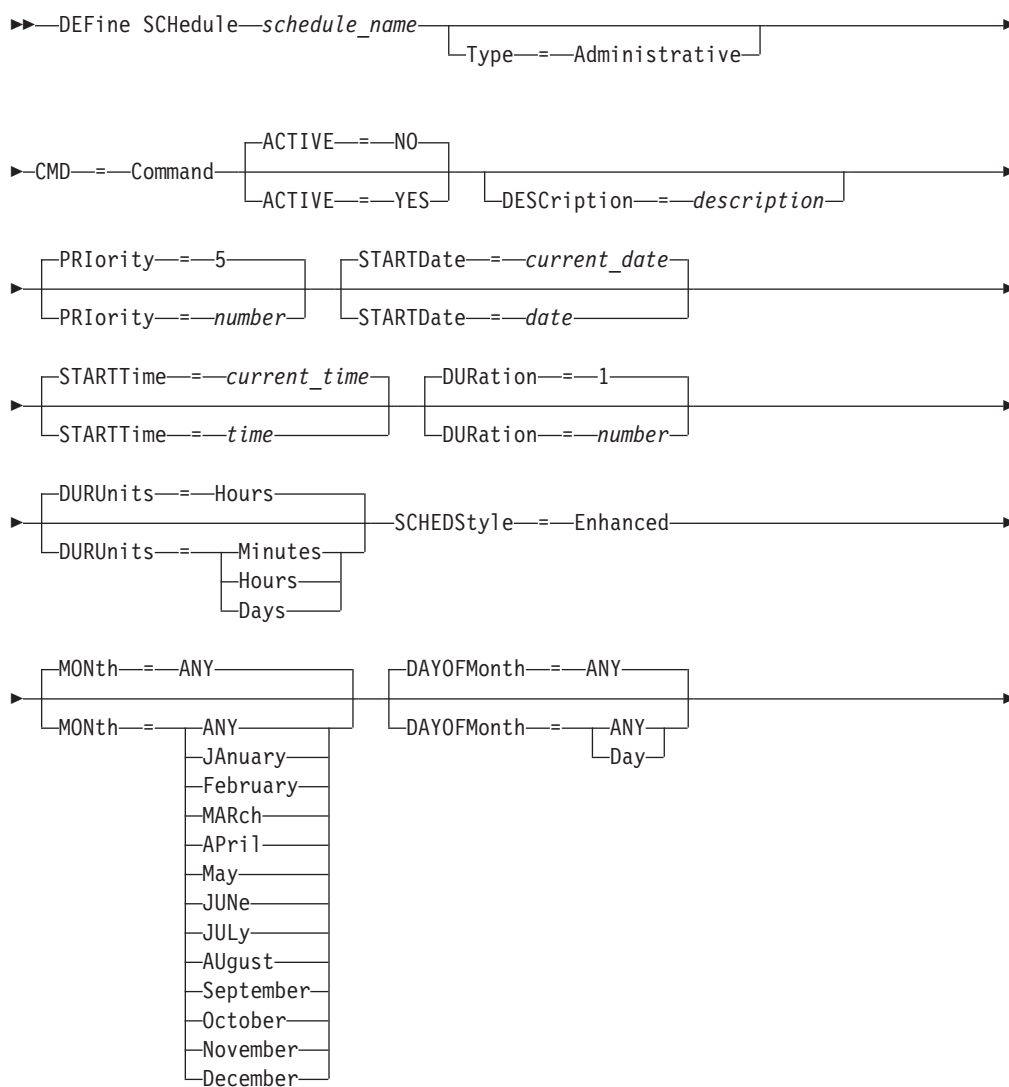 DEFine SCHedule schedule_name
Type = Administrative
CMD = Command
ACTIVE = NO
ACTIVE = YES
DESCription = description
PRIority = 5
PRIority = number
STARTDate = current_date
STARTDate = date
STARTTime = current_time
STARTTime = time
DURation = 1
DURation = number
DURUnits = Hours
DURUnits = Minutes
Hours
Days
SCHEDStyle = Enhanced
MONth = ANY
MONth = ANY
JAnuary
February
MARch
APril
May
JUNe
JULy
AUgust
September
October
November
December
DAYOFMonth = ANY
DAYOFMonth = ANY
Day